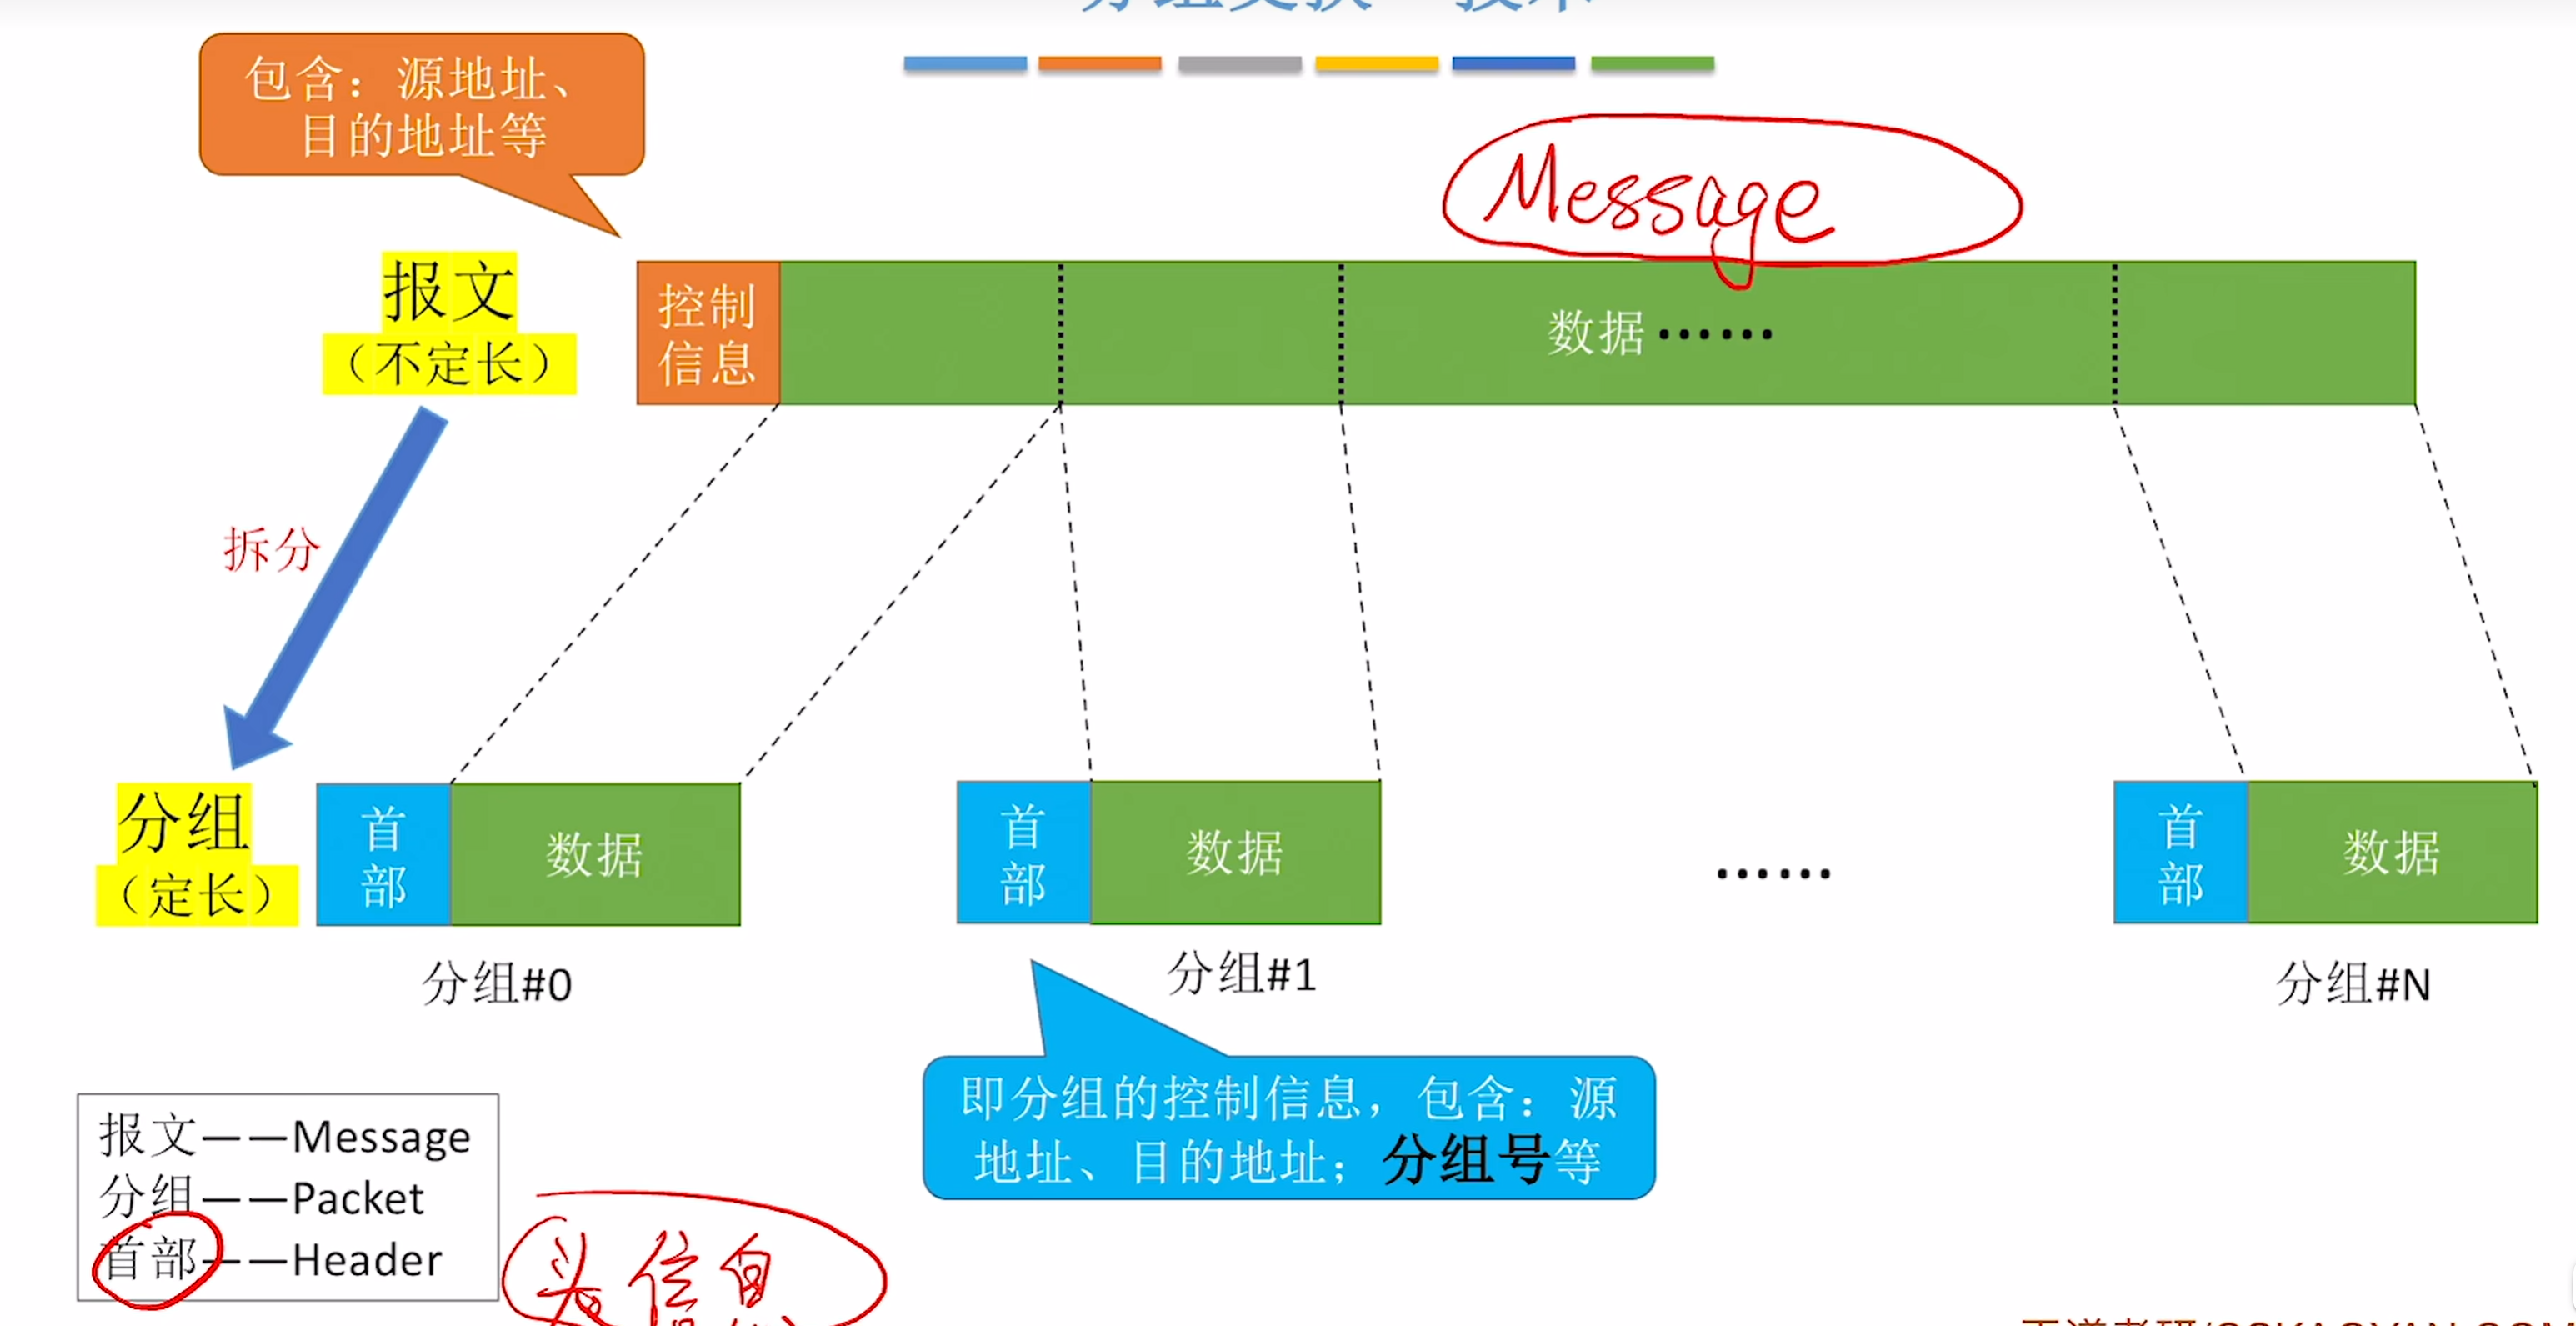 包含：源地址、
目的地址等
Message
报文
（不定长）
控制
信息
数据······
拆分
分组
（定长）
首
部
数据
首
部
数据
······
首
部
数据
分组#0
分组#1
分组#N
即分组的控制信息，包含：源
地址、目的地址；分组号等
报文——Message
分组——Packet
首部——Header
头信息